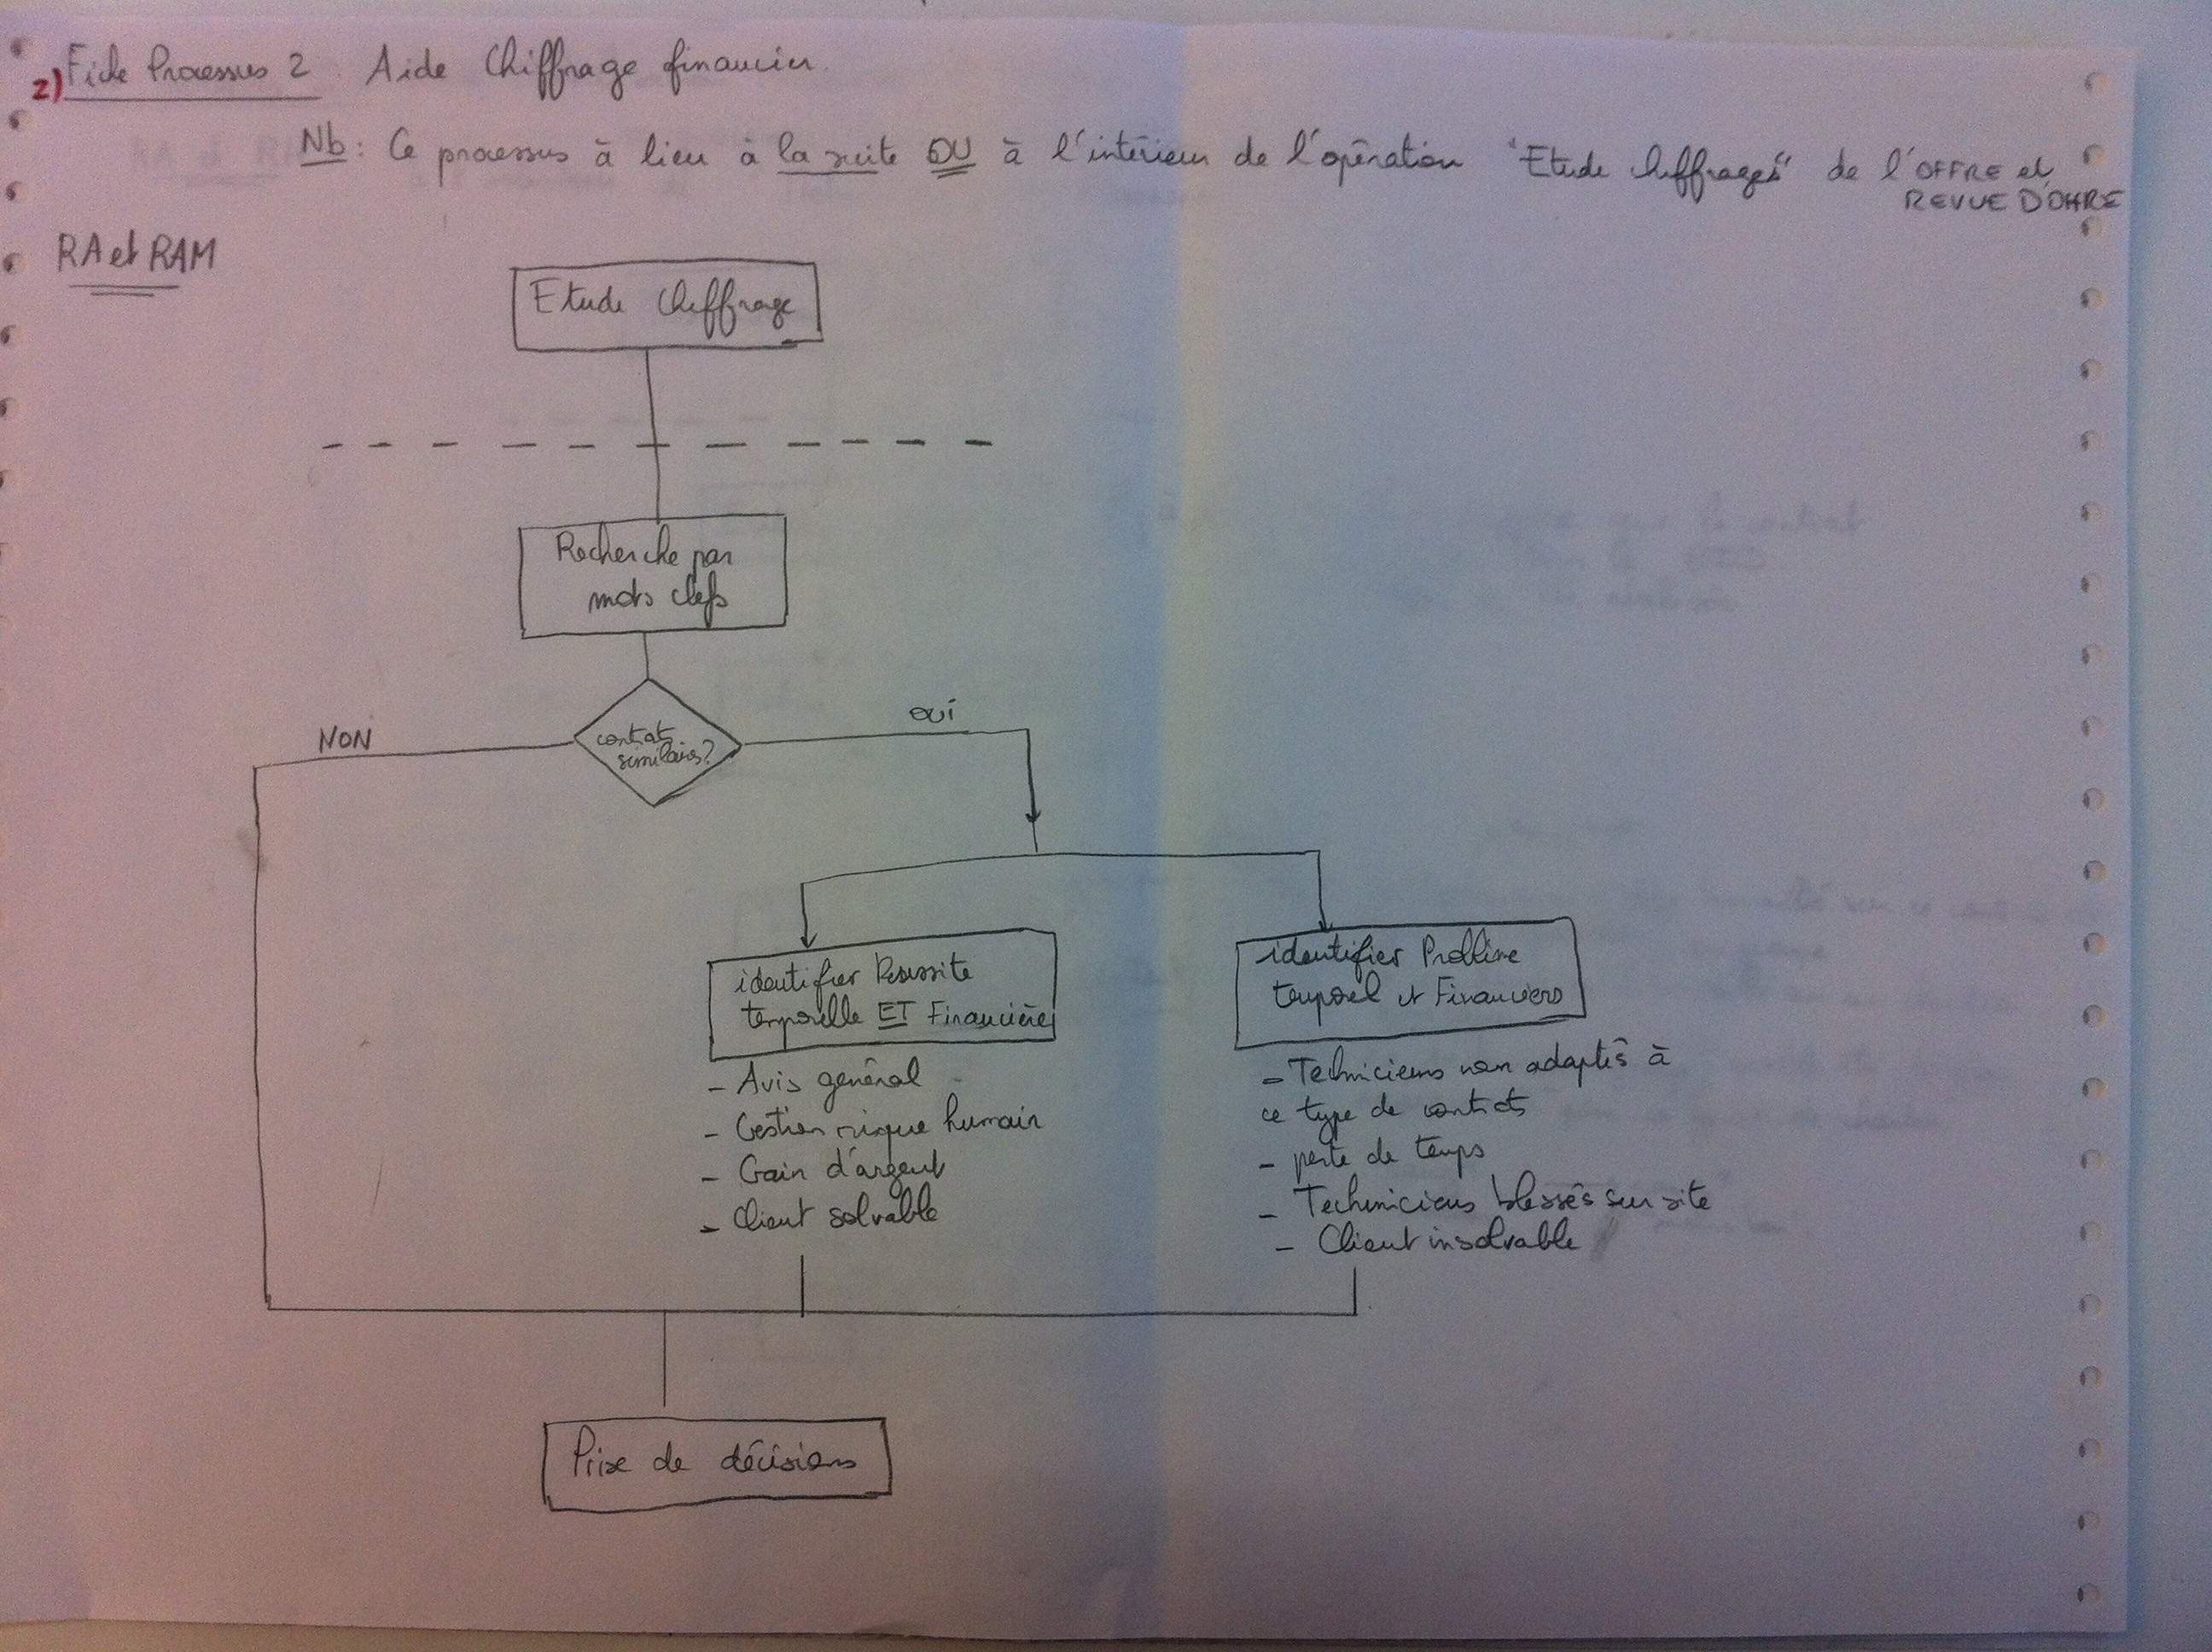 2) Fiche Processus 2 Aide Chiffrage financier.
Nb: Ce processus à lieu à la suite OU à l'intérieur de l'opération "Etude Chiffrages" de l'OFFRE et
REVUE D'OFFRE
RA et RAM
Etude Chiffrage
Recherche par
mots clefs
contrats
similaires?
NON
OUI
identifier Reussite
temporelle ET Financière
- Avis général
- Gestion risque humain
- Gain d'argent
- Client solvable
identifier Problème
temporel et Financiers
- Techniciens non adaptés à
ce type de contrats
- perte de temps
- Techniciens blessés sur site
- Client insolvable
Prise de décisions